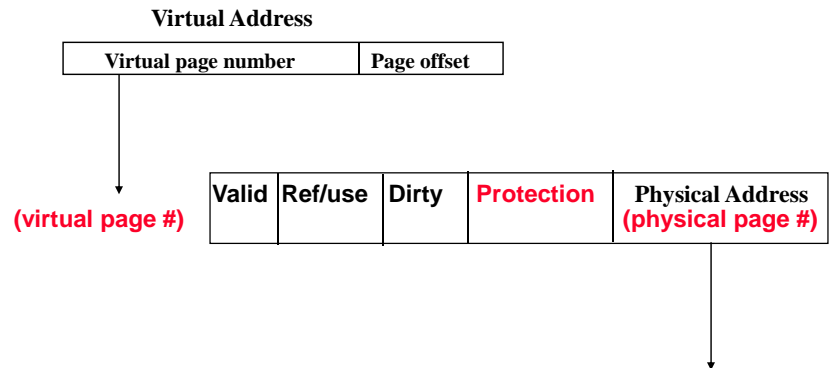 Virtual Address
Virtual page number Page offset
Valid Ref/use Dirty Protection Physical Address
(virtual page #) (physical page #)